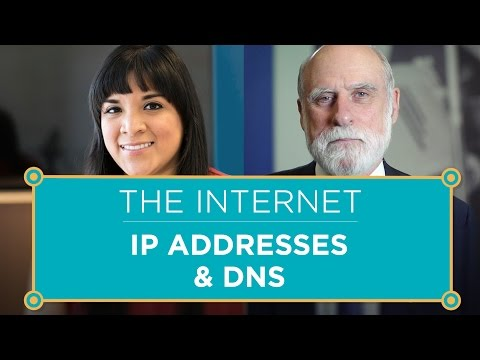 THE INTERNET
IP ADDRESSES
& DNS